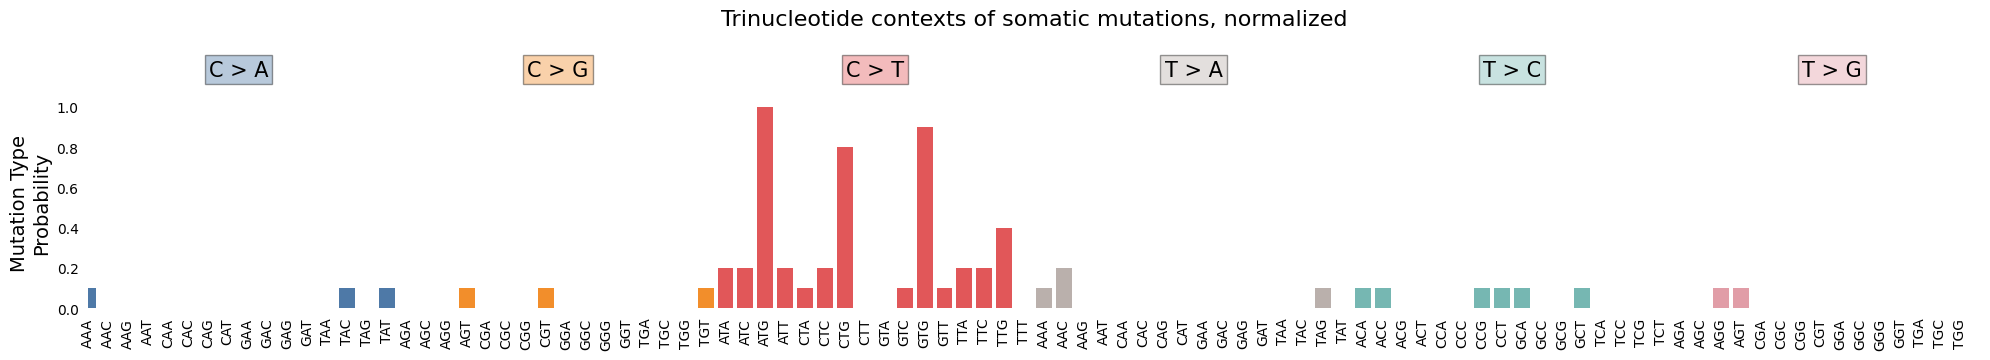 Trinucleotide contexts of somatic mutations, normalized
C > A
C > G
C > T
T > A
T > C
T > G
Mutation Type
Probability
1.0
0.8
0.6
0.4
0.2
0.0
AAA
AAC
AAG
AAT
CAA
CAC
CAG
CAT
GAA
GAC
GAG
GAT
TAA
TAC
TAG
TAT
AGA
AGC
AGG
AGT
CGA
CGC
CGG
CGT
GGA
GGC
GGG
GGT
TGA
TGC
TGG
TGT
ATA
ATC
ATG
ATT
CTA
CTC
CTG
CTT
GTA
GTC
GTG
GTT
TTA
TTC
TTG
TTT
AAA
AAC
AAG
AAT
CAA
CAC
CAG
CAT
GAA
GAC
GAG
GAT
TAA
TAC
TAG
TAT
ACA
ACC
ACG
ACT
CCA
CCC
CCG
CCT
GCA
GCC
GCG
GCT
TCA
TCC
TCG
TCT
AGA
AGC
AGG
AGT
CGA
CGC
CGG
CGT
GGA
GGC
GGG
GGT
TGA
TGC
TGG